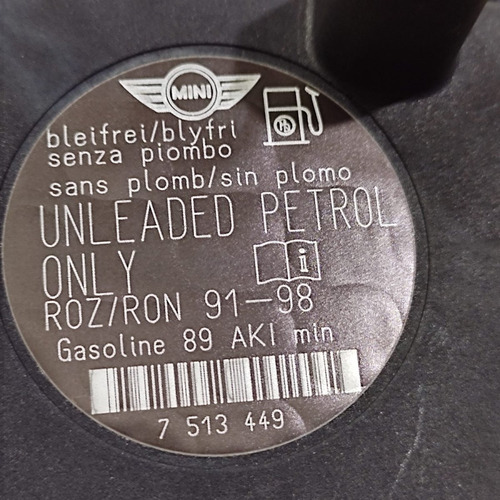 MINI
bleifrei/blyfri
senza piombo
sans plomb/sin plomo
UNLEADED PETROL
ONLY
ROZ/RON 91-98
Gasoline 89 AKI min
7 513 449